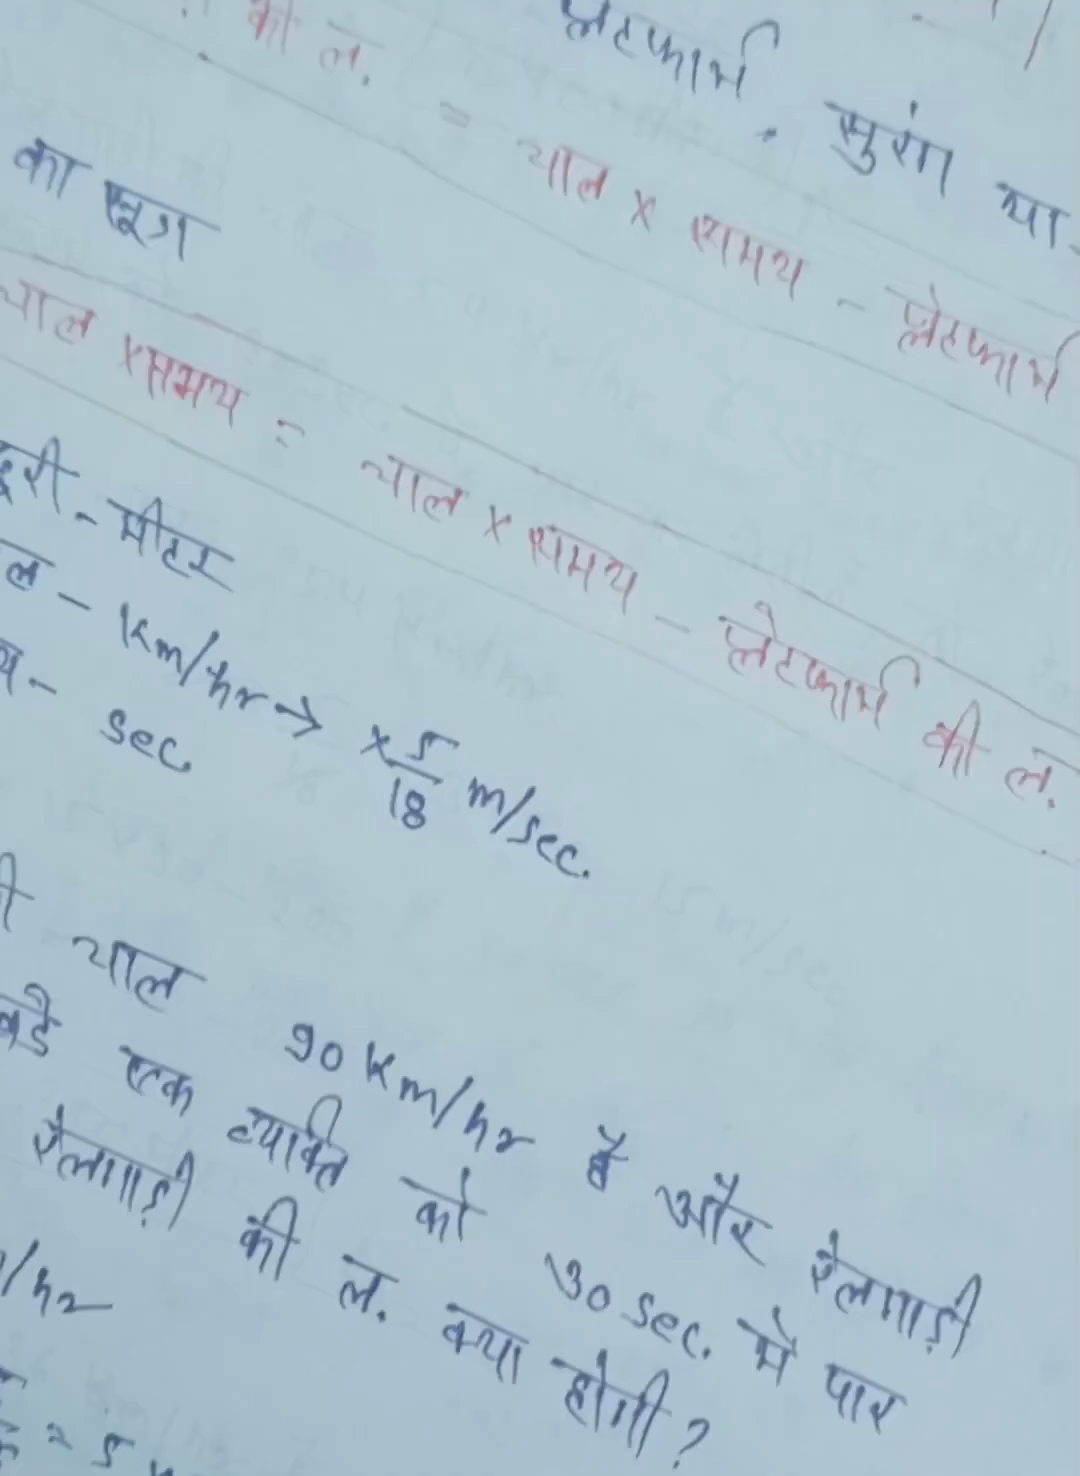 प्लेटफार्म, सुरंग या
की ल. = चाल x समय - प्लेटफार्म
का सूत्र
चाल x समय = चाल x समय - प्लेटफार्म की ल.
दूरी - मीटर
ल - km/hr → x 5/18 m/sec.
य - sec
चाल 90 km/hr है और रेलगाड़ी
एक व्यक्ति को 30 sec. में पार
रेलगाड़ी की ल. क्या होगी?
/hr
= 5